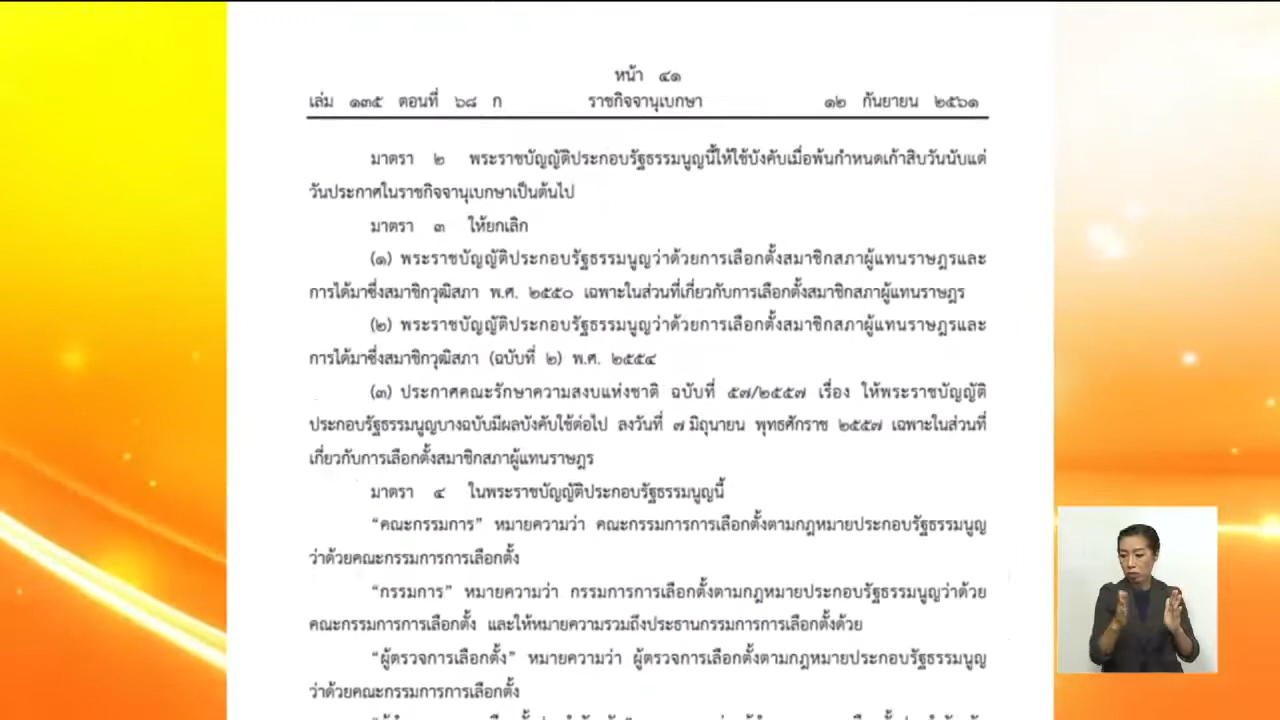 หน้า ๔๑
เล่ม ๑๓๕ ตอนที่ ๖๘ ก ราชกิจจานุเบกษา ๑๒ กันยายน ๒๕๖๑
มาตรา ๒ พระราชบัญญัติประกอบรัฐธรรมนูญนี้ให้ใช้บังคับเมื่อพ้นกำหนดเก้าสิบวันนับแต่
วันประกาศในราชกิจจานุเบกษาเป็นต้นไป
มาตรา ๓ ให้ยกเลิก
(๑) พระราชบัญญัติประกอบรัฐธรรมนูญว่าด้วยการเลือกตั้งสมาชิกสภาผู้แทนราษฎรและ
การได้มาซึ่งสมาชิกวุฒิสภา พ.ศ. ๒๕๕๐ เฉพาะในส่วนที่เกี่ยวกับการเลือกตั้งสมาชิกสภาผู้แทนราษฎร
(๒) พระราชบัญญัติประกอบรัฐธรรมนูญว่าด้วยการเลือกตั้งสมาชิกสภาผู้แทนราษฎรและ
การได้มาซึ่งสมาชิกวุฒิสภา (ฉบับที่ ๒) พ.ศ. ๒๕๕๔
(๓) ประกาศคณะรักษาความสงบแห่งชาติ ฉบับที่ ๕๗/๒๕๕๗ เรื่อง ให้พระราชบัญญัติ
ประกอบรัฐธรรมนูญบางฉบับมีผลบังคับใช้ต่อไป ลงวันที่ ๗ มิถุนายน พุทธศักราช ๒๕๕๗ เฉพาะในส่วนที่
เกี่ยวกับการเลือกตั้งสมาชิกสภาผู้แทนราษฎร
มาตรา ๔ ในพระราชบัญญัติประกอบรัฐธรรมนูญนี้
“คณะกรรมการ” หมายความว่า คณะกรรมการการเลือกตั้งตามกฎหมายประกอบรัฐธรรมนูญ
ว่าด้วยคณะกรรมการการเลือกตั้ง
“กรรมการ” หมายความว่า กรรมการการเลือกตั้งตามกฎหมายประกอบรัฐธรรมนูญว่าด้วย
คณะกรรมการการเลือกตั้ง และให้หมายความรวมถึงประธานกรรมการการเลือกตั้งด้วย
“ผู้ตรวจการเลือกตั้ง” หมายความว่า ผู้ตรวจการเลือกตั้งตามกฎหมายประกอบรัฐธรรมนูญ
ว่าด้วยคณะกรรมการการเลือกตั้ง